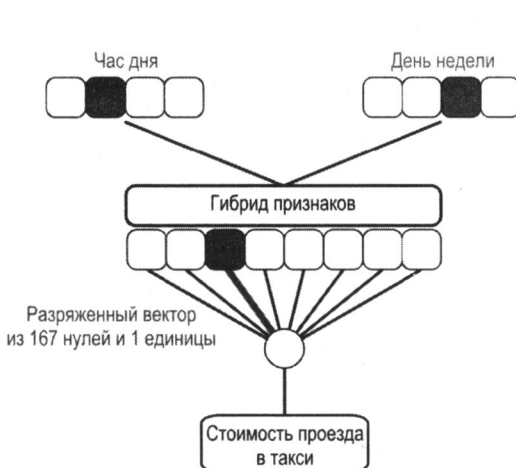 Час дня
День недели
Гибрид признаков
Разряженный вектор
из 167 нулей и 1 единицы
Стоимость проезда
в такси